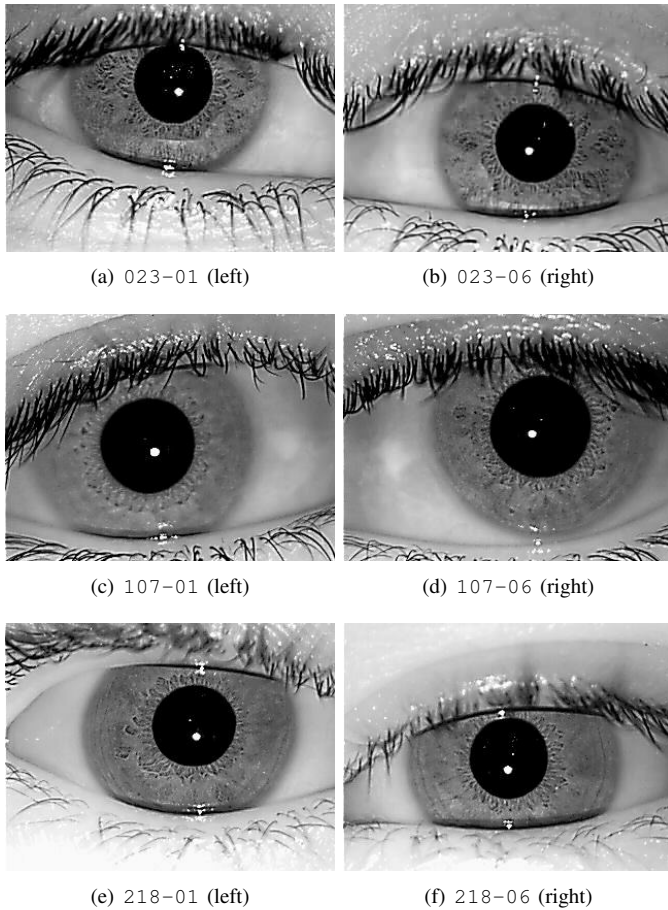 (a) 023-01 (left)
(b) 023-06 (right)
(c) 107-01 (left)
(d) 107-06 (right)
(e) 218-01 (left)
(f) 218-06 (right)